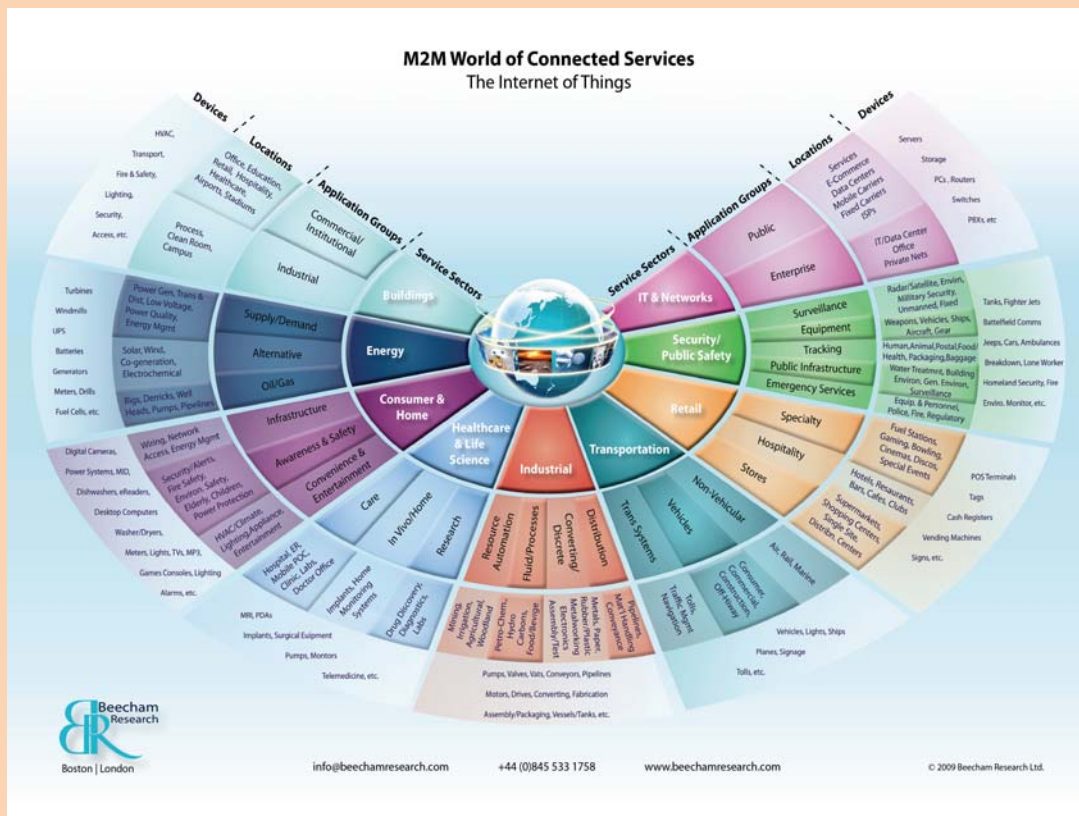 M2M World of Connected Services
The Internet of Things
Devices
Locations
Application Groups
Service Sectors
Service Sectors
Application Groups
Locations
Devices
Buildings
Commercial/
Institutional
Industrial
Office, Education,
Retail, Hospitality,
Healthcare,
Airports, Stadiums
Process,
Clean Room,
Campus
HVAC,
Transport,
Fire & Safety,
Lighting,
Security,
Access, etc.
Energy
Supply/Demand
Alternative
Oil/Gas
Power Gen, Trans &
Dist, Low Voltage,
Power Quality,
Energy Mgmt
Solar, Wind,
Co-generation,
Electrochemical
Rigs, Derricks, Well
Heads, Pumps, Pipelines
Turbines
Windmills
UPS
Batteries
Generators
Meters, Drills
Fuel Cells, etc.
Consumer &
Home
Infrastructure
Awareness & Safety
Convenience &
Entertainment
Wiring, Network
Access, Energy Mgmt
Security/Alerts,
Fire Safety,
Environ. Safety,
Elderly, Children,
Power Protection
HVAC/Climate,
Lighting,Appliance,
Entertainment
Digital Cameras,
Power Systems, MID,
Dishwashers, eReaders,
Desktop Computers
Washer/Dryers,
Meters, Lights, TVs, MP3,
Games Consoles, Lighting
Alarms, etc.
Healthcare
& Life
Science
Care
In Vivo/Home
Research
Hospital, ER,
Mobile POC,
Clinic, Labs,
Doctor Office
Implants, Home
Monitoring
Systems
Drug Discovery,
Diagnostics,
Labs
MRI, PDAs
Implants, Surgical Equipment
Pumps, Monitors
Telemedicine, etc.
Industrial
Resource
Automation
Fluid/Processes
Converting/
Discrete
Distribution
Mining,
Irrigation,
Agricultural,
Woodland
Petro-Chem.,
Hydro
Carbons,
Food/Bevrge
Metals, Paper,
Rubber/Plastic
Metalworking
Electronics
Assembly/Test
Pipelines,
Mat'l Handling
Conveyance
Pumps, Valves, Vats, Conveyors, Pipelines
Motors, Drives, Converting, Fabrication
Assembly/Packaging, Vessels/Tanks, etc.
Transportation
Non-Vehicular
Vehicles
Trans Systems
Air, Rail, Marine
Consumer,
Commercial,
Construction,
Off-Hiway
Tolls,
Traffic Mgmt
Navigation
Vehicles, Lights, Ships
Planes, Signage
Tolls, etc.
Retail
Specialty
Hospitality
Stores
Fuel Stations,
Gaming, Bowling,
Cinemas, Discos,
Special Events
Hotels, Resaurants,
Bars, Cafes, Clubs
Supermarkets,
Shopping Centers,
Single Site,
Distribn. Centers
POS Terminals
Tags
Cash Registers
Vending Machines
Signs, etc.
Security/
Public Safety
Surveillance
Equipment
Tracking
Public Infrastructure
Emergency Services
Radar/Satellite, Environ,
Military Security,
Unmanned, Fixed
Weapons, Vehicles, Ships,
Aircraft, Gear
Human,Animal,Postal,Food/
Health, Packaging,Baggage
Water Treatmnt, Building
Environ. Gen. Environ,
Surveillance
Equip, & Personnel,
Police, Fire, Regulatory
Tanks, Fighter Jets
Battelfield Comms
Jeeps, Cars, Ambulances
Breakdown, Lone Worker
Homeland Security, Fire
Enviro. Monitor, etc.
IT & Networks
Public
Enterprise
Services
E-Commerce
Data Centers
Mobile Carriers
Fixed Carriers
ISPs
IT/Data Center
Office
Private Nets
Servers
Storage
PCs , Routers
Switches
PBXs, etc
Beecham
Research
Boston | London
info@beechamresearch.com
+44 (0)845 533 1758
www.beechamresearch.com
© 2009 Beecham Research Ltd.